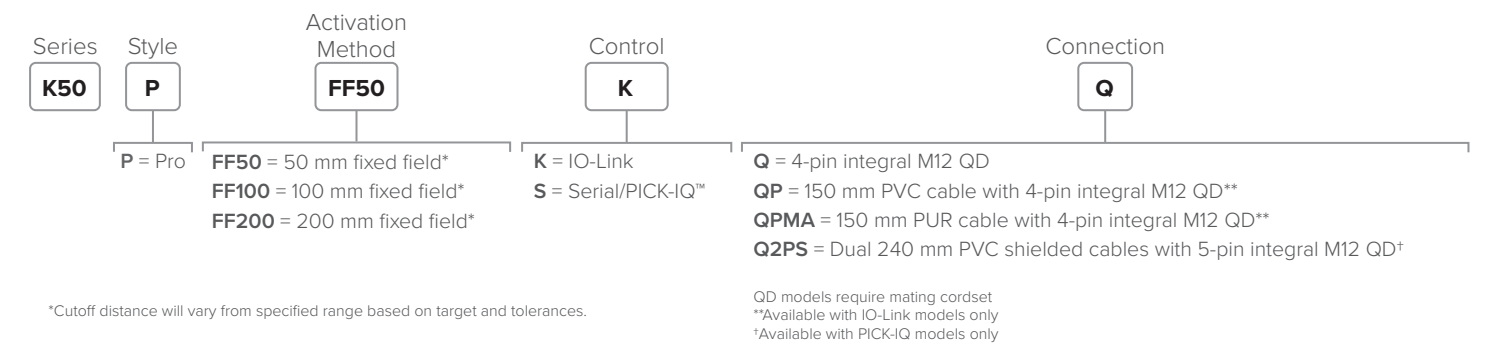 Series
Style
Activation
Method
Control
Connection
K50
P
FF50
K
Q
P = Pro
FF50 = 50 mm fixed field*
FF100 = 100 mm fixed field*
FF200 = 200 mm fixed field*
K = IO-Link
S = Serial/PICK-IQ™
Q = 4-pin integral M12 QD
QP = 150 mm PVC cable with 4-pin integral M12 QD**
QPMA = 150 mm PUR cable with 4-pin integral M12 QD**
Q2PS = Dual 240 mm PVC shielded cables with 5-pin integral M12 QD†
*Cutoff distance will vary from specified range based on target and tolerances.
QD models require mating cordset
**Available with IO-Link models only
†Available with PICK-IQ models only